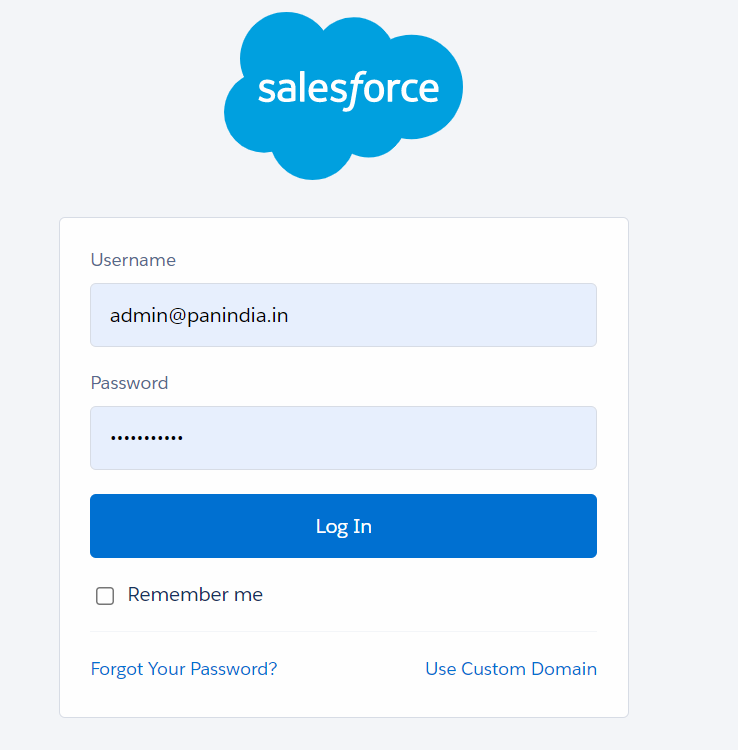 salesforce
Username
admin@panindia.in
Password
•••••••••••
Log In
Remember me
Forgot Your Password? Use Custom Domain